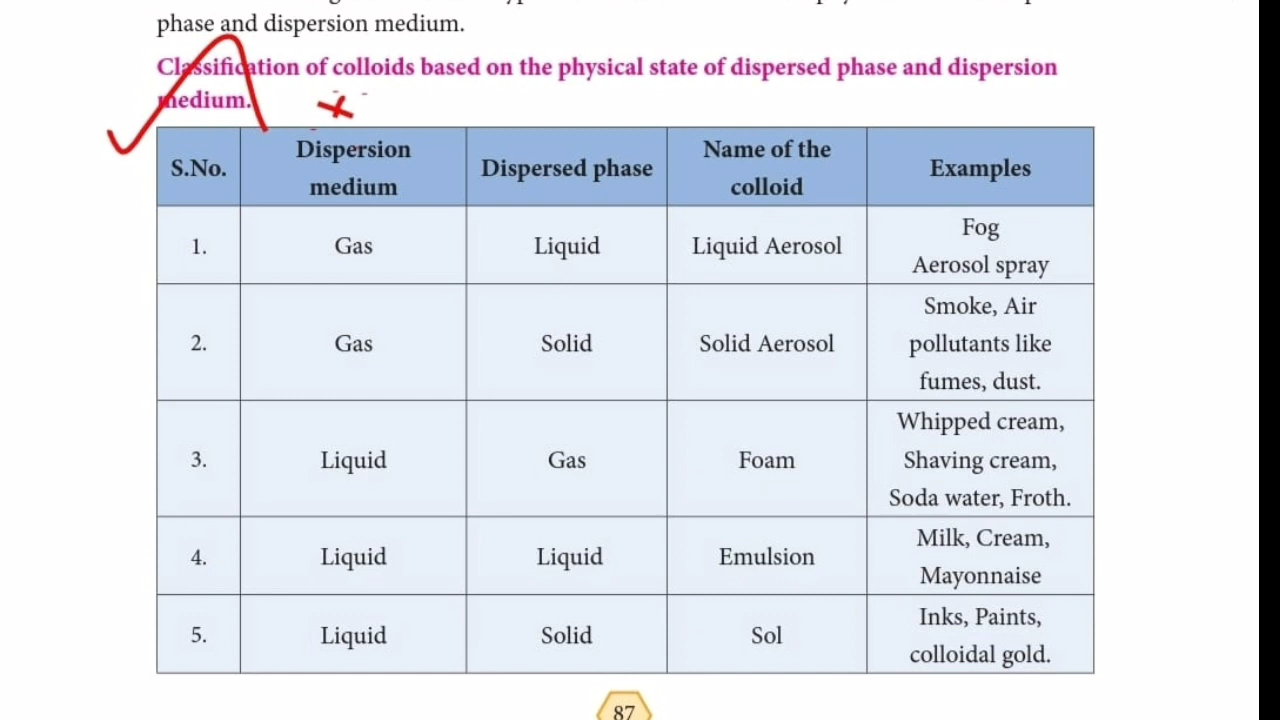 phase and dispersion medium.
Classification of colloids based on the physical state of dispersed phase and dispersion
medium.
S.No.
Dispersion
medium
Dispersed phase
Name of the
colloid
Examples
1.
Gas
Liquid
Liquid Aerosol
Fog
Aerosol spray
2.
Gas
Solid
Solid Aerosol
Smoke, Air
pollutants like
fumes, dust.
3.
Liquid
Gas
Foam
Whipped cream,
Shaving cream,
Soda water, Froth.
4.
Liquid
Liquid
Emulsion
Milk, Cream,
Mayonnaise
5.
Liquid
Solid
Sol
Inks, Paints,
colloidal gold.
87